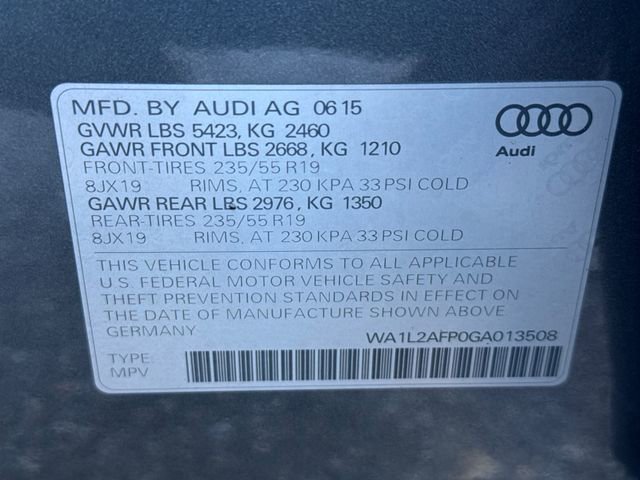 MFD. BY AUDI AG 06 15
GVWR LBS 5423, KG 2460
GAWR FRONT LBS 2668, KG 1210
FRONT-TIRES 235/55 R19
8JX19 RIMS, AT 230 KPA 33 PSI COLD
GAWR REAR LBS 2976, KG 1350
REAR-TIRES 235/55 R19
8JX19 RIMS, AT 230 KPA 33 PSI COLD
Audi
THIS VEHICLE CONFORMS TO ALL APPLICABLE
U.S. FEDERAL MOTOR VEHICLE SAFETY AND
THEFT PREVENTION STANDARDS IN EFFECT ON
THE DATE OF MANUFACTURE SHOWN ABOVE.
GERMANY
WA1L2AFP0GA013508
TYPE:
MPV